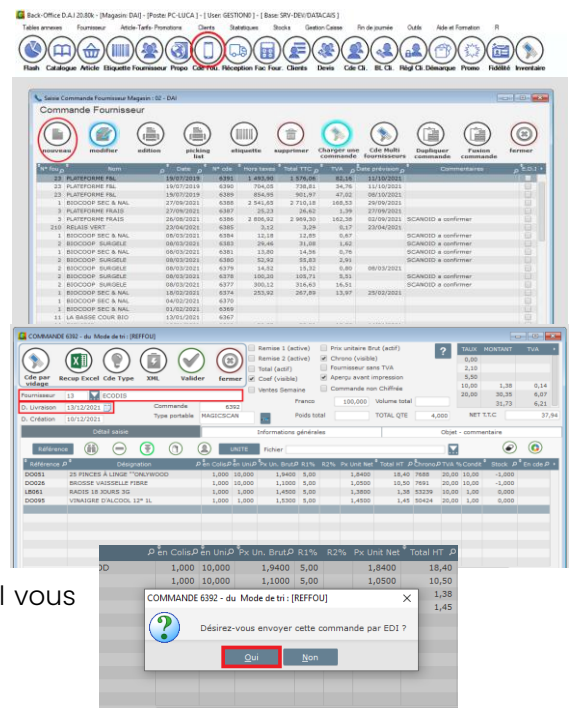 Back-Office D.A.I 20.80k - [Magasin: DAI] - [Poste: PC-LUCA ] - [ User: GESTION0 ] - [ Base: SRV-DEV/DATACAIS ]
Tables annexes Fournisseur Article-Tarifs-Promotions Clients Statistiques Stocks Gestion Caisse Fin de journée Outils Aide et Formation
Flash Catalogue Article Etiquette Fournisseur Prepo Cde Fou. Réception Fac Four. Clients Devis Cde Cli. BL Cli. Régl Cli. Démarque Promo Fidélité Inventaire
Saisie Commande Fournisseur Magasin : 02 - DAI
Commande Fournisseur
nouveau modifier edition picking list etiquette supprimer Charger une commande Cde Multi fournisseurs Dupliquer commande Fusion commande fermer
N° fou Nom Date N° cde Hors taxes Total TTC TVA Date prévision Commentaires E.D.I
23 PLATEFORME F&L 19/07/2019 6391 1 493,90 1 576,06 82,16 11/10/2021
23 PLATEFORME F&L 19/07/2019 6390 704,05 738,81 34,76 11/10/2021
23 PLATEFORME F&L 19/07/2019 6389 854,95 901,97 47,02 08/10/2021
1 BIOCOOP SEC & NAL 27/09/2021 6388 2 541,65 2 710,18 168,53 29/09/2021
3 PLATEFORME FRAID 27/09/2021 6387 25,23 26,62 1,39 27/09/2021
3 PLATEFORME FRAIS 26/08/2021 6386 2 806,92 2 969,30 162,38 02/09/2021 SCANOID a confirmer
210 RELAIS VERT 23/04/2021 6385 3,12 3,29 0,17 23/04/2021
1 BIOCOOP SEC & NAL 08/03/2021 6384 12,18 12,85 0,67 SCANOID a confirmer
2 BIOCOOP SURGELE 08/03/2021 6383 29,46 31,08 1,62 SCANOID a confirmer
2 BIOCOOP SURGELE 08/03/2021 6381 13,80 14,56 0,76 SCANOID a confirmer
2 BIOCOOP SURGELE 08/03/2021 6380 52,92 55,83 2,91 SCANOID a confirmer
2 BIOCOOP SURGELE 08/03/2021 6379 14,52 15,32 0,80 08/03/2021
2 BIOCOOP SURGELE 08/03/2021 6378 100,20 105,71 5,51 SCANOID a confirmer
2 BIOCOOP SURGELE 08/03/2021 6377 300,12 316,63 16,51 SCANOID a confirmer
1 BIOCOOP SEC & NAL 18/02/2021 6374 253,92 267,89 13,97 25/02/2021
1 BIOCOOP SEC & NAL 04/02/2021 6370
1 BIOCOOP SEC & NAL 01/02/2021 6369
11 LA BASSE COUR BIO 13/01/2021 6367
COMMANDE 6392 - du Mode de tri : [REFFOU]
Cde par vidage Recup Excel Cde Type XML Valider fermer
Remise 1 (active) Prix unitaire Brut (actif)
Remise 2 (active) Chrono (visible)
Total (actif) Fournisseur sans TVA
Coef (visible) Aperçu avant impression
Ventes Semaine Commande non Chiffrée
? TAUX MONTANT TVA
0,00
2,10
5,50
10,00 1,38 0,14
20,00 30,35 6,07
31,73 6,21
Fournisseur 13 ECODIS
Franco 100,000 Volume total
D. Livraison 13/12/2021 Commande 6392
D. Création 10/12/2021 Type portable MAGICSCAN Poids total TOTAL QTE 4,000 NET T.T.C 37,94
Détail saisie Informations générales Objet - commentaire
Référence UNITE Fichier
Référence Désignation en Colis en Uni Px Un. Brut R1% R2% Px Unit Net Total HT Chrono TVA % Condit Stock En cde
DO051 25 PINCES À LINGE ""ONLYWOOD 1,000 10,000 1,9400 5,00 1,8400 18,40 7688 20,00 10,00 -1,000
DO026 BROSSE VAISSELLE FIBRE 1,000 10,000 1,1000 5,00 1,0500 10,50 7691 20,00 10,00 -1,000
LB061 RADIS 18 JOURS 3G 1,000 1,000 1,4500 5,00 1,3800 1,38 53239 10,00 1,00 0,000
DO095 VINAIGRE D'ALCOOL 12° 1L 1,000 1,000 1,5300 5,00 1,4500 1,45 50424 20,00 12,00 0,000
en Colis en Uni Px Un. Brut R1% R2% Px Unit Net Total HT
OD 1,000 10,000 1,9400 5,00 1,8400 18,40
1,000 10,000 1,1000 5,00 1,0500 10,50
1,38
1,45
l vous
COMMANDE 6392 - du Mode de tri : [REFFOU]
Désirez-vous envoyer cette commande par EDI ?
Oui Non